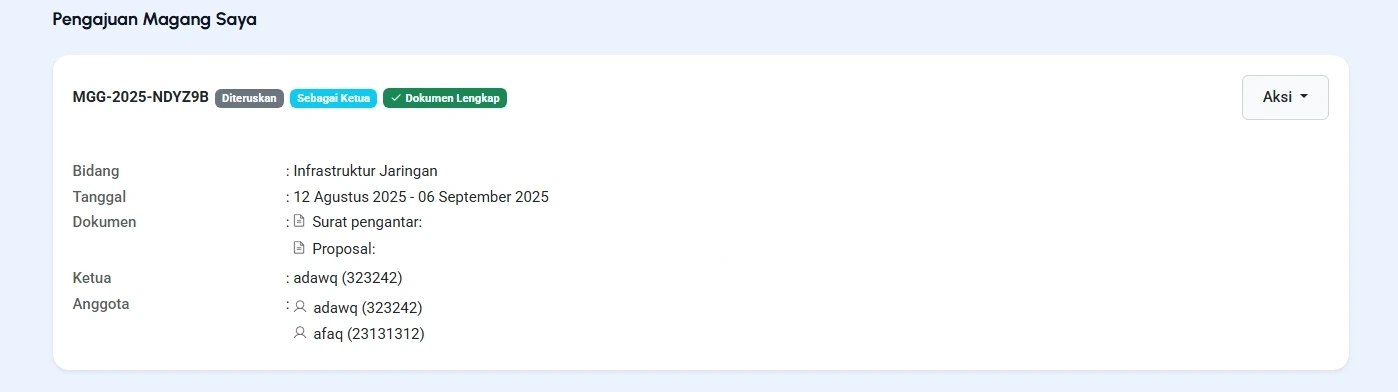 Pengajuan Magang Saya
MGG-2025-NDYZ9B Diteruskan Sebagai Ketua Dokumen Lengkap Aksi
Bidang : Infrastruktur Jaringan
Tanggal : 12 Agustus 2025 - 06 September 2025
Dokumen : Surat pengantar:
Proposal:
Ketua : adawq (323242)
Anggota : adawq (323242)
afaq (23131312)